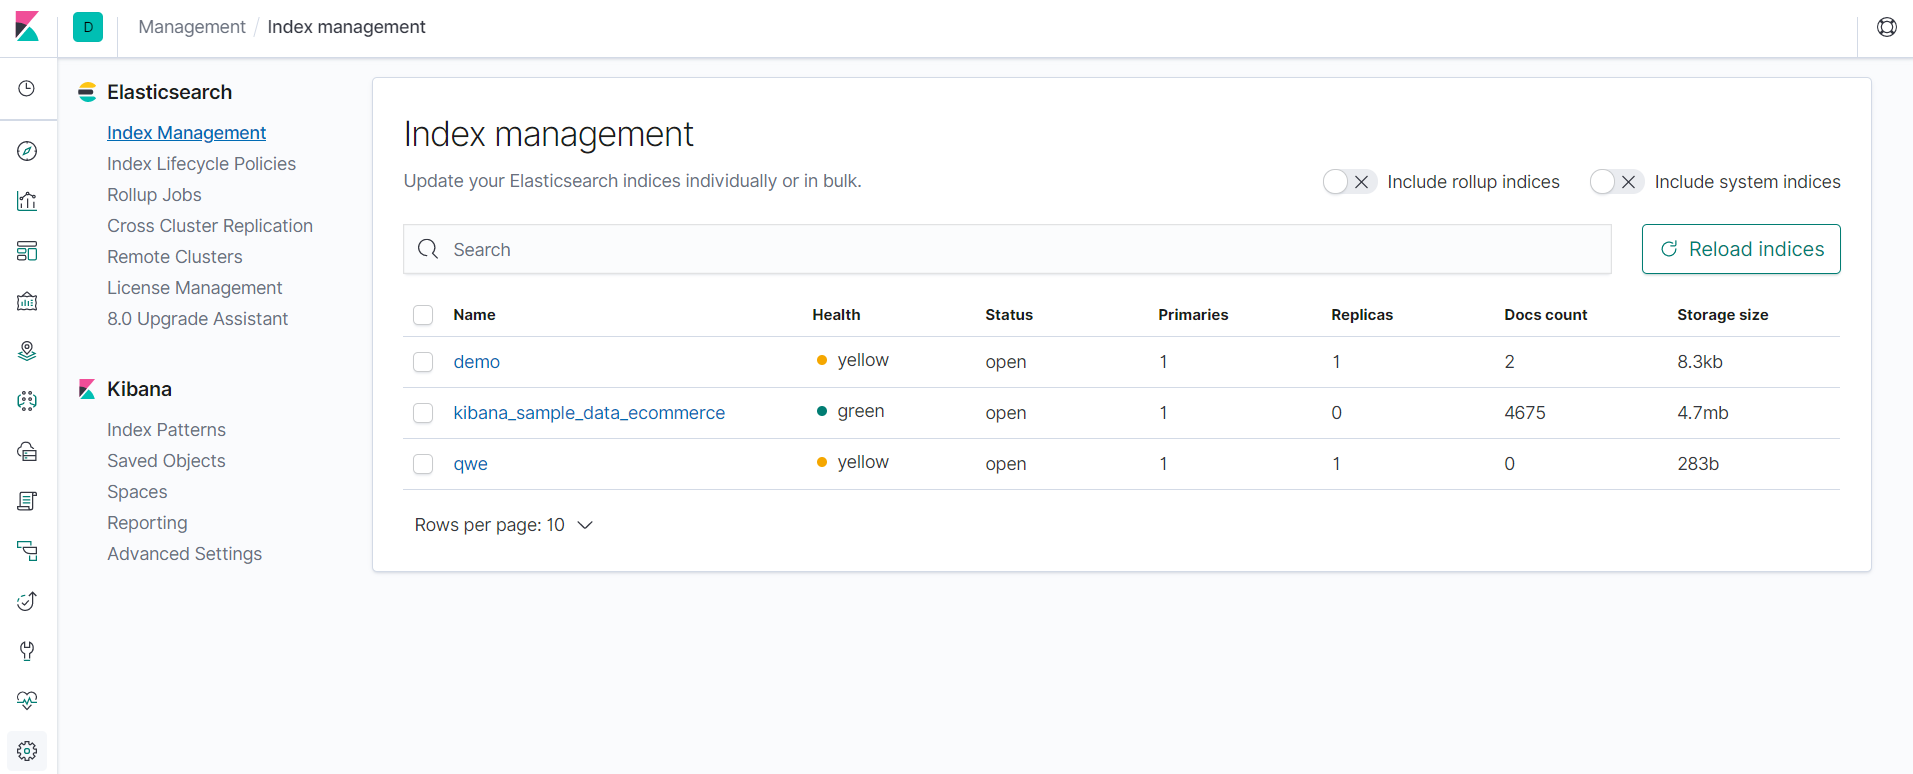 D Management / Index management
Elasticsearch
Index Management
Index Lifecycle Policies
Rollup Jobs
Cross Cluster Replication
Remote Clusters
License Management
8.0 Upgrade Assistant
Kibana
Index Patterns
Saved Objects
Spaces
Reporting
Advanced Settings
Index management
Update your Elasticsearch indices individually or in bulk.
Include rollup indices Include system indices
Search Reload indices
Name Health Status Primaries Replicas Docs count Storage size
demo yellow open 1 1 2 8.3kb
kibana_sample_data_ecommerce green open 1 0 4675 4.7mb
qwe yellow open 1 1 0 283b
Rows per page: 10